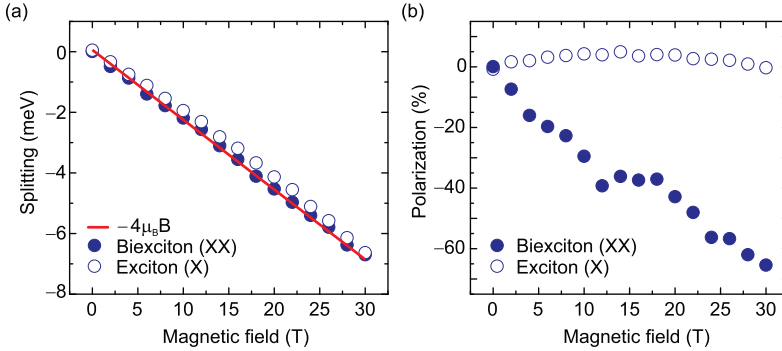 (a)
0
−2
−4
−6
−8
Splitting (meV)
−4μBB
Biexciton (XX)
Exciton (X)
0 5 10 15 20 25 30
Magnetic field (T)
(b)
0
−20
−40
−60
Polarization (%)
Biexciton (XX)
Exciton (X)
0 5 10 15 20 25 30
Magnetic field (T)